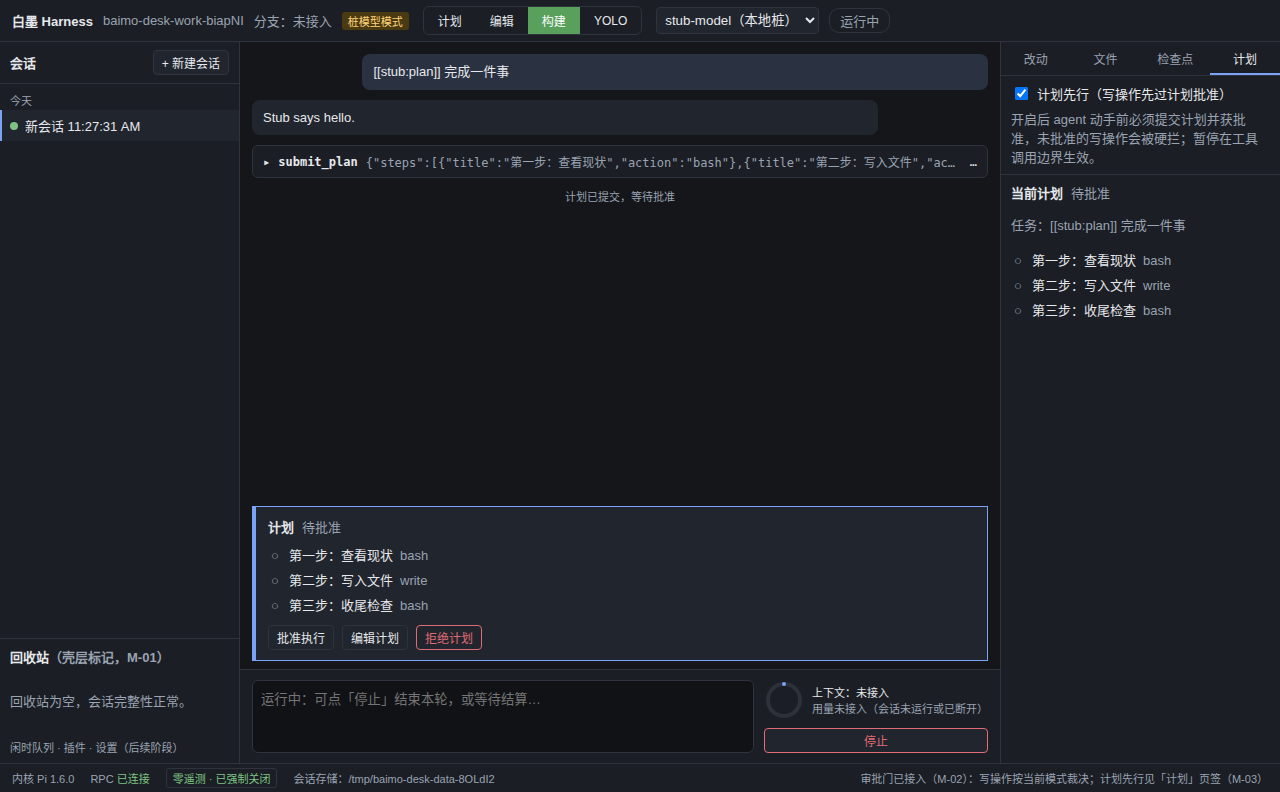 白墨 Harness baimo-desk-work-biapNI 分支：未接入 桩模型模式 计划 编辑 构建 YOLO stub-model（本地桩） 运行中
会话 + 新建会话
今天
新会话 11:27:31 AM
回收站（壳层标记，M-01）
回收站为空，会话完整性正常。
闲时队列 · 插件 · 设置（后续阶段）
[[stub:plan]] 完成一件事
Stub says hello.
▸ submit_plan {"steps":[{"title":"第一步：查看现状","action":"bash"},{"title":"第二步：写入文件","ac… …
计划已提交，等待批准
计划 待批准
○ 第一步：查看现状 bash
○ 第二步：写入文件 write
○ 第三步：收尾检查 bash
批准执行 编辑计划 拒绝计划
运行中：可点「停止」结束本轮，或等待结算…
上下文：未接入
用量未接入（会话未运行或已断开）
停止
改动 文件 检查点 计划
计划先行（写操作先过计划批准）
开启后 agent 动手前必须提交计划并获批
准，未批准的写操作会被硬拦；暂停在工具
调用边界生效。
当前计划 待批准
任务：[[stub:plan]] 完成一件事
○ 第一步：查看现状 bash
○ 第二步：写入文件 write
○ 第三步：收尾检查 bash
内核 Pi 1.6.0 RPC 已连接 零遥测 · 已强制关闭 会话存储：/tmp/baimo-desk-data-8OLdI2 审批门已接入（M-02）：写操作按当前模式裁决；计划先行见「计划」页签（M-03）